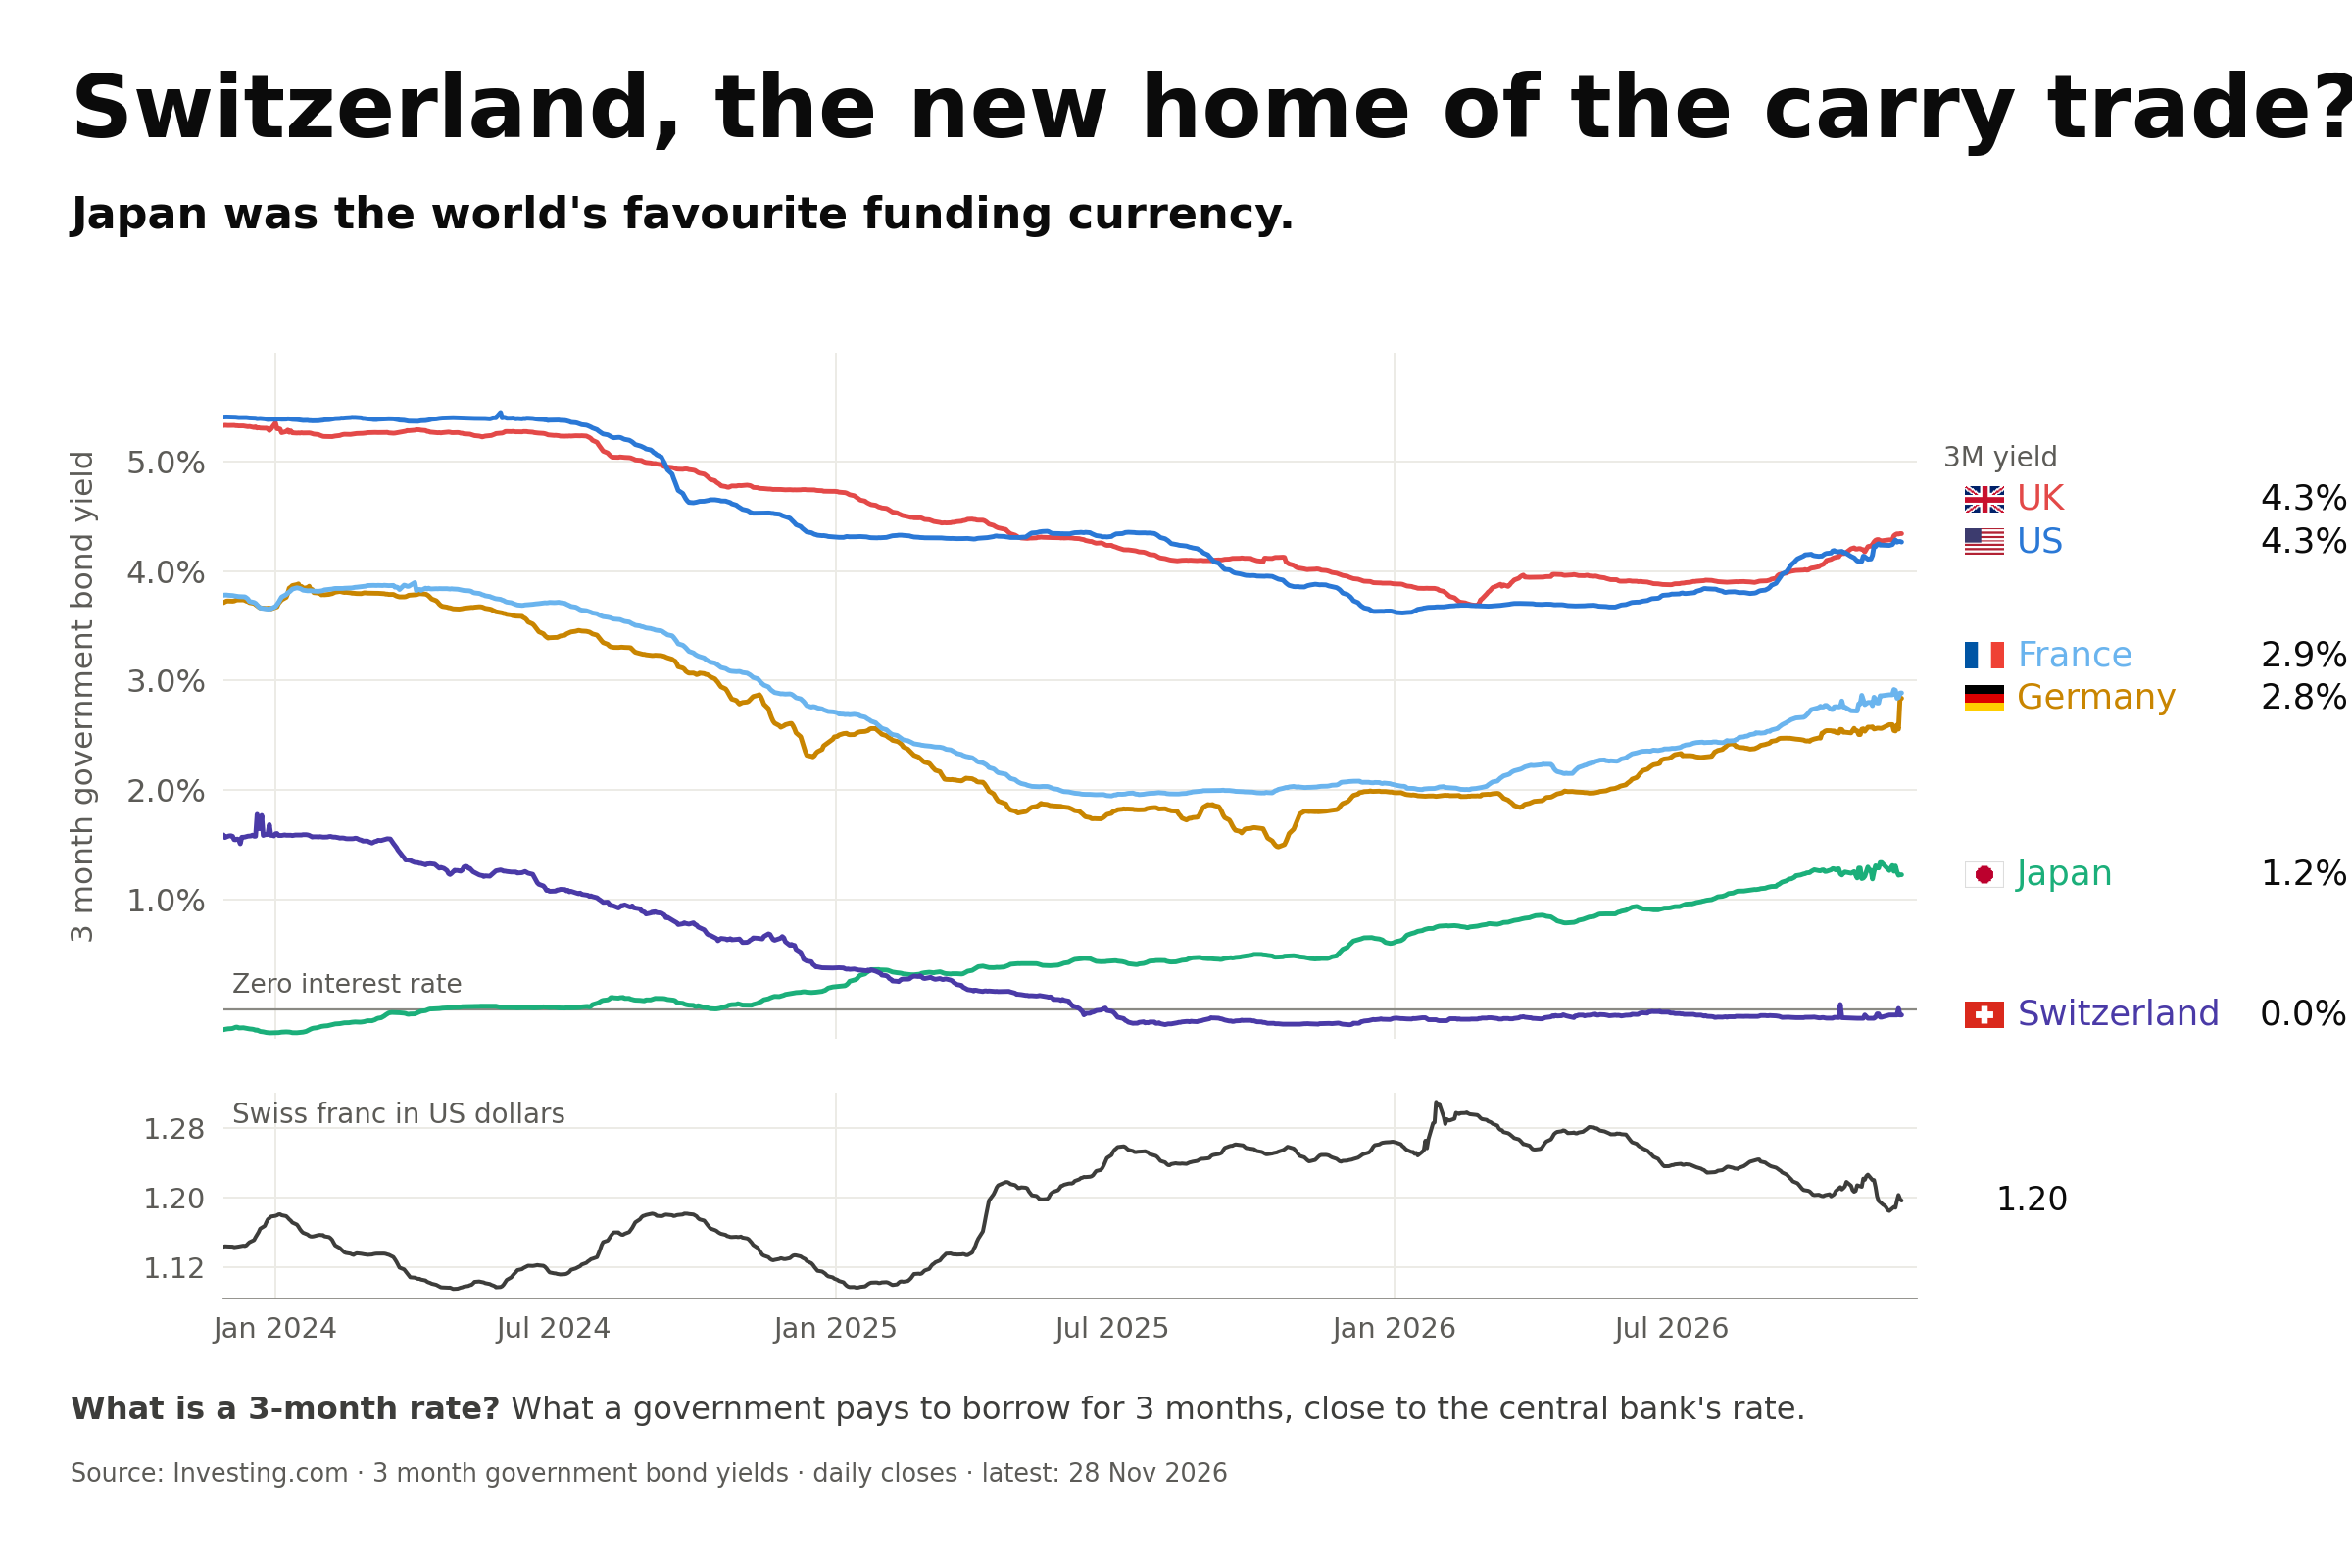 Switzerland, the new home of the carry trade?
Japan was the world's favourite funding currency.
3 month government bond yield
5.0%
4.0%
3.0%
2.0%
1.0%
Zero interest rate
3M yield
UK 4.3%
US 4.3%
France 2.9%
Germany 2.8%
Japan 1.2%
Switzerland 0.0%
Swiss franc in US dollars
1.28
1.20
1.12
1.20
Jan 2024 Jul 2024 Jan 2025 Jul 2025 Jan 2026 Jul 2026
What is a 3-month rate? What a government pays to borrow for 3 months, close to the central bank's rate.
Source: Investing.com · 3 month government bond yields · daily closes · latest: 28 Nov 2026